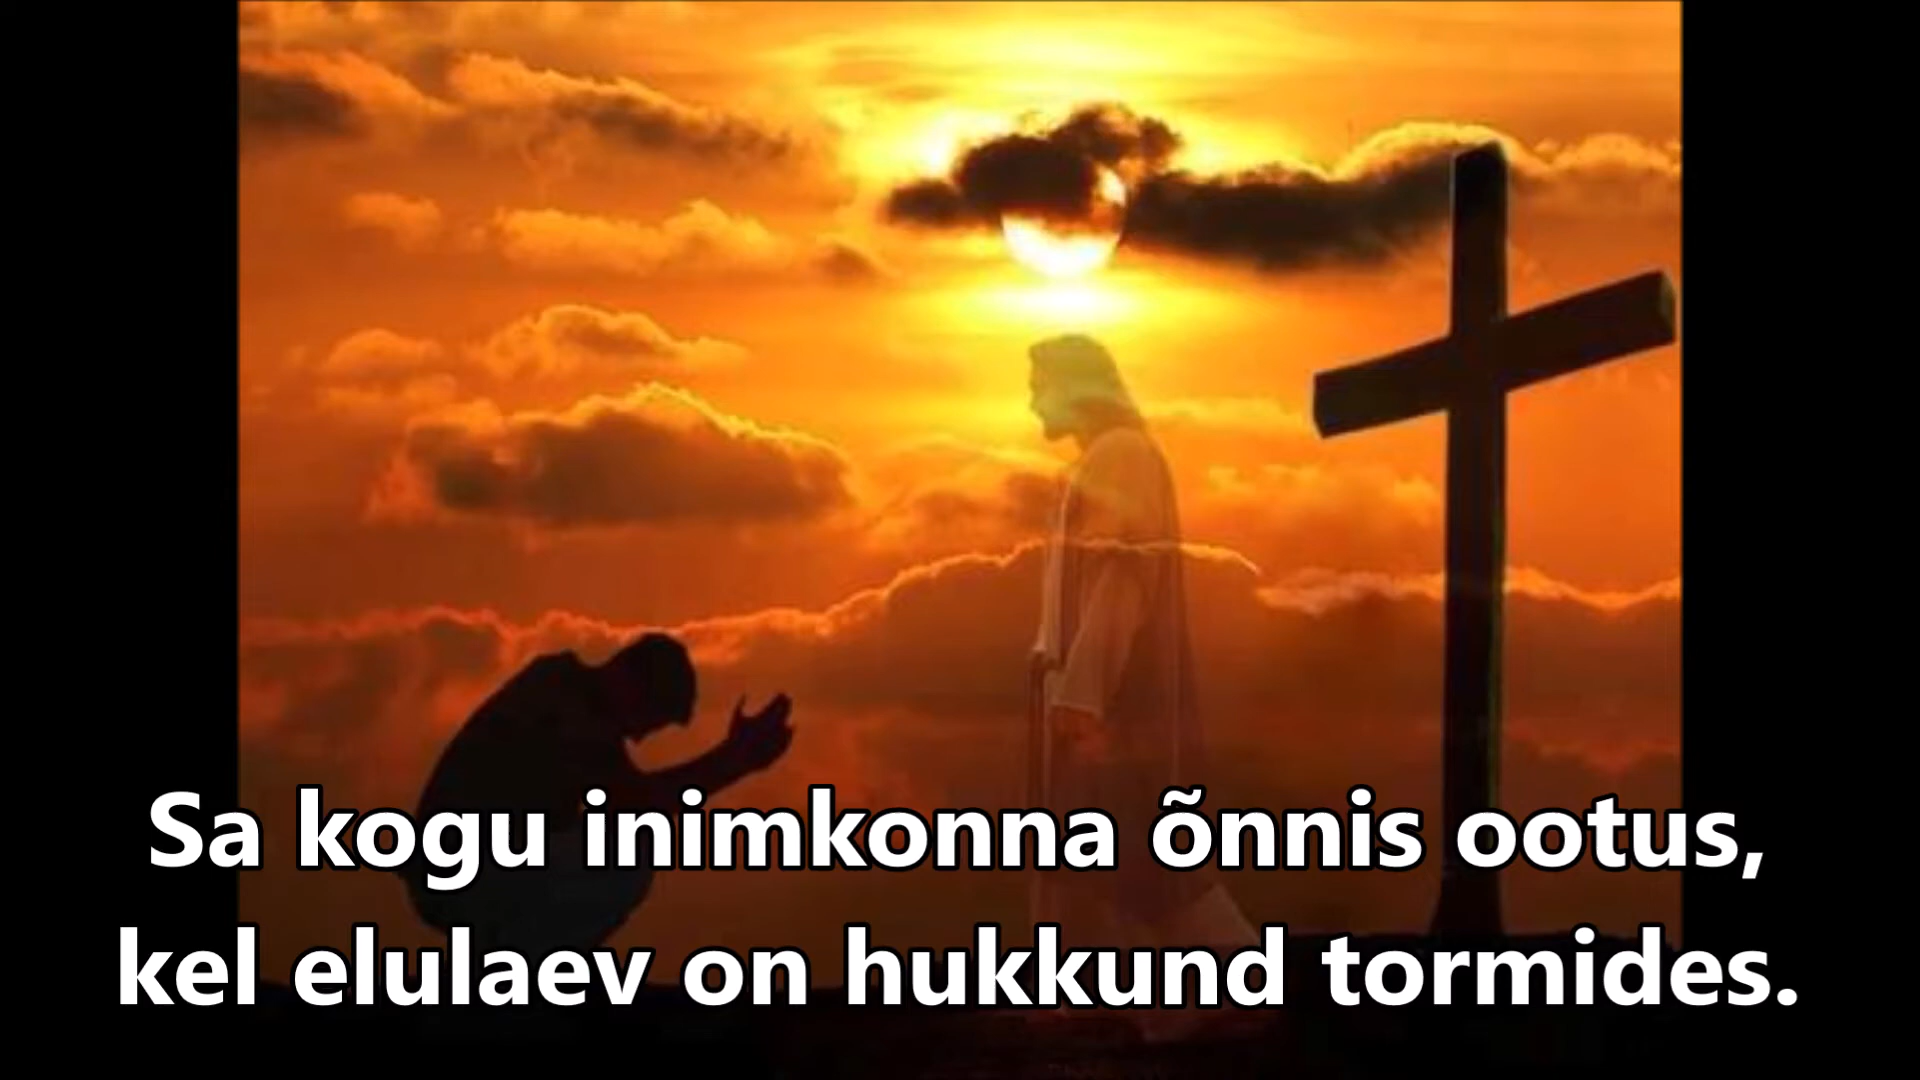 Sa kogu inimkonna õnnis ootus,
kel elulaev on hukkund tormides.